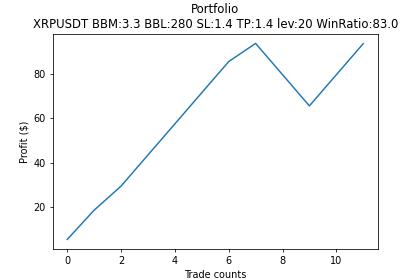 Portfolio
XRPUSDT BBM:3.3 BBL:280 SL:1.4 TP:1.4 lev:20 WinRatio:83.0
80
60
40
20
Profit ($)
0 2 4 6 8 10
Trade counts